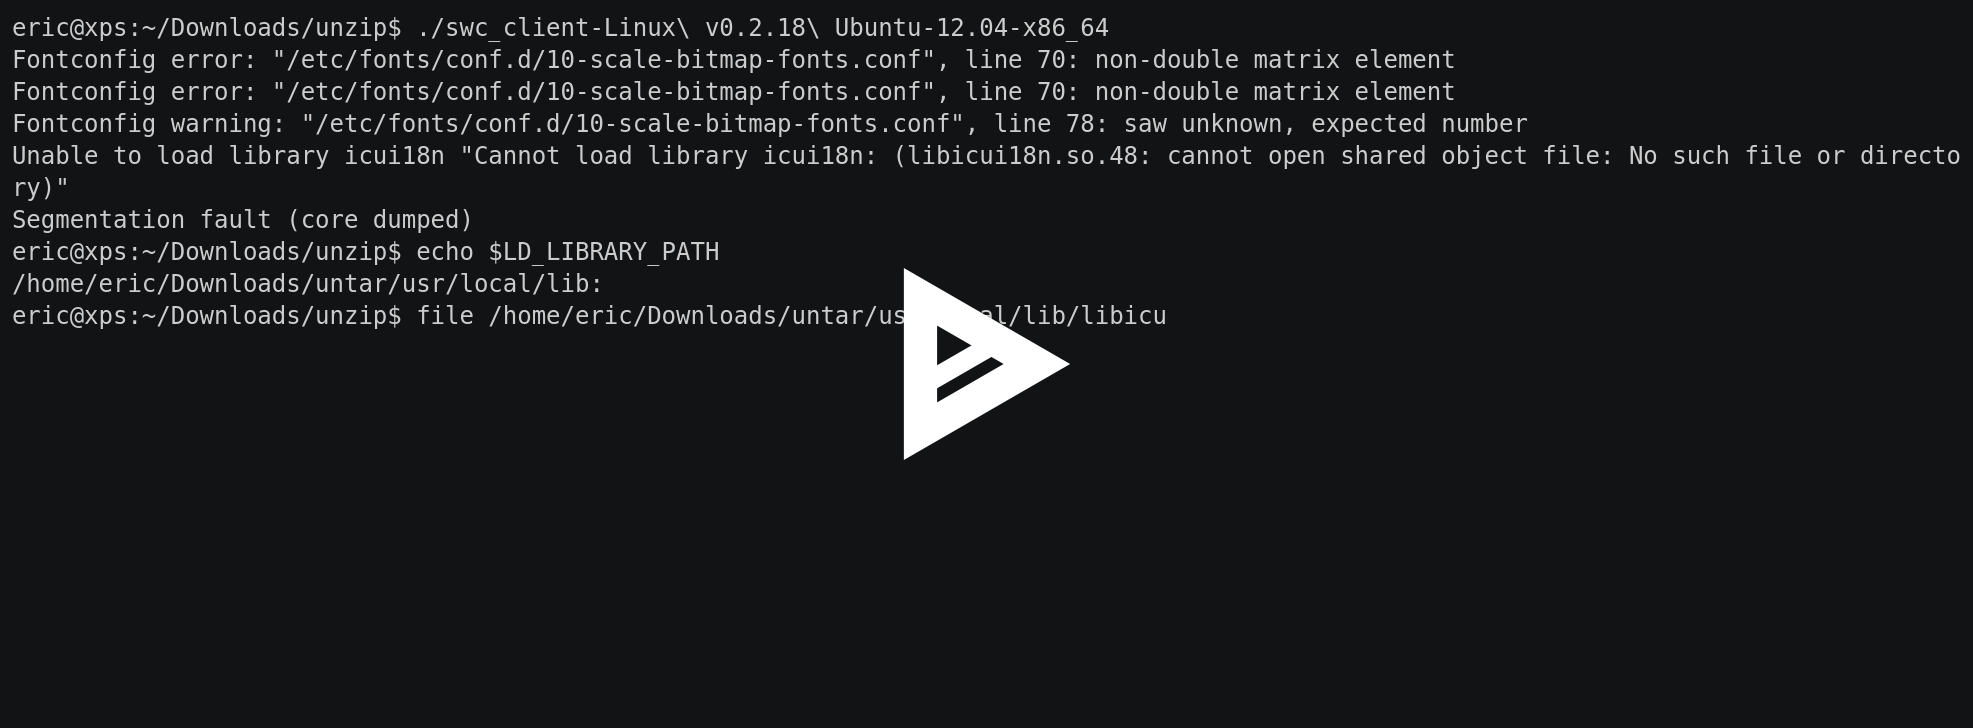 eric@xps:~/Downloads/unzip$ ./swc_client-Linux\ v0.2.18\ Ubuntu-12.04-x86_64
Fontconfig error: "/etc/fonts/conf.d/10-scale-bitmap-fonts.conf", line 70: non-double matrix element
Fontconfig error: "/etc/fonts/conf.d/10-scale-bitmap-fonts.conf", line 70: non-double matrix element
Fontconfig warning: "/etc/fonts/conf.d/10-scale-bitmap-fonts.conf", line 78: saw unknown, expected number
Unable to load library icui18n "Cannot load library icui18n: (libicui18n.so.48: cannot open shared object file: No such file or directo
ry)"
Segmentation fault (core dumped)
eric@xps:~/Downloads/unzip$ echo $LD_LIBRARY_PATH
/home/eric/Downloads/untar/usr/local/lib:
eric@xps:~/Downloads/unzip$ file /home/eric/Downloads/untar/us al/lib/libicu